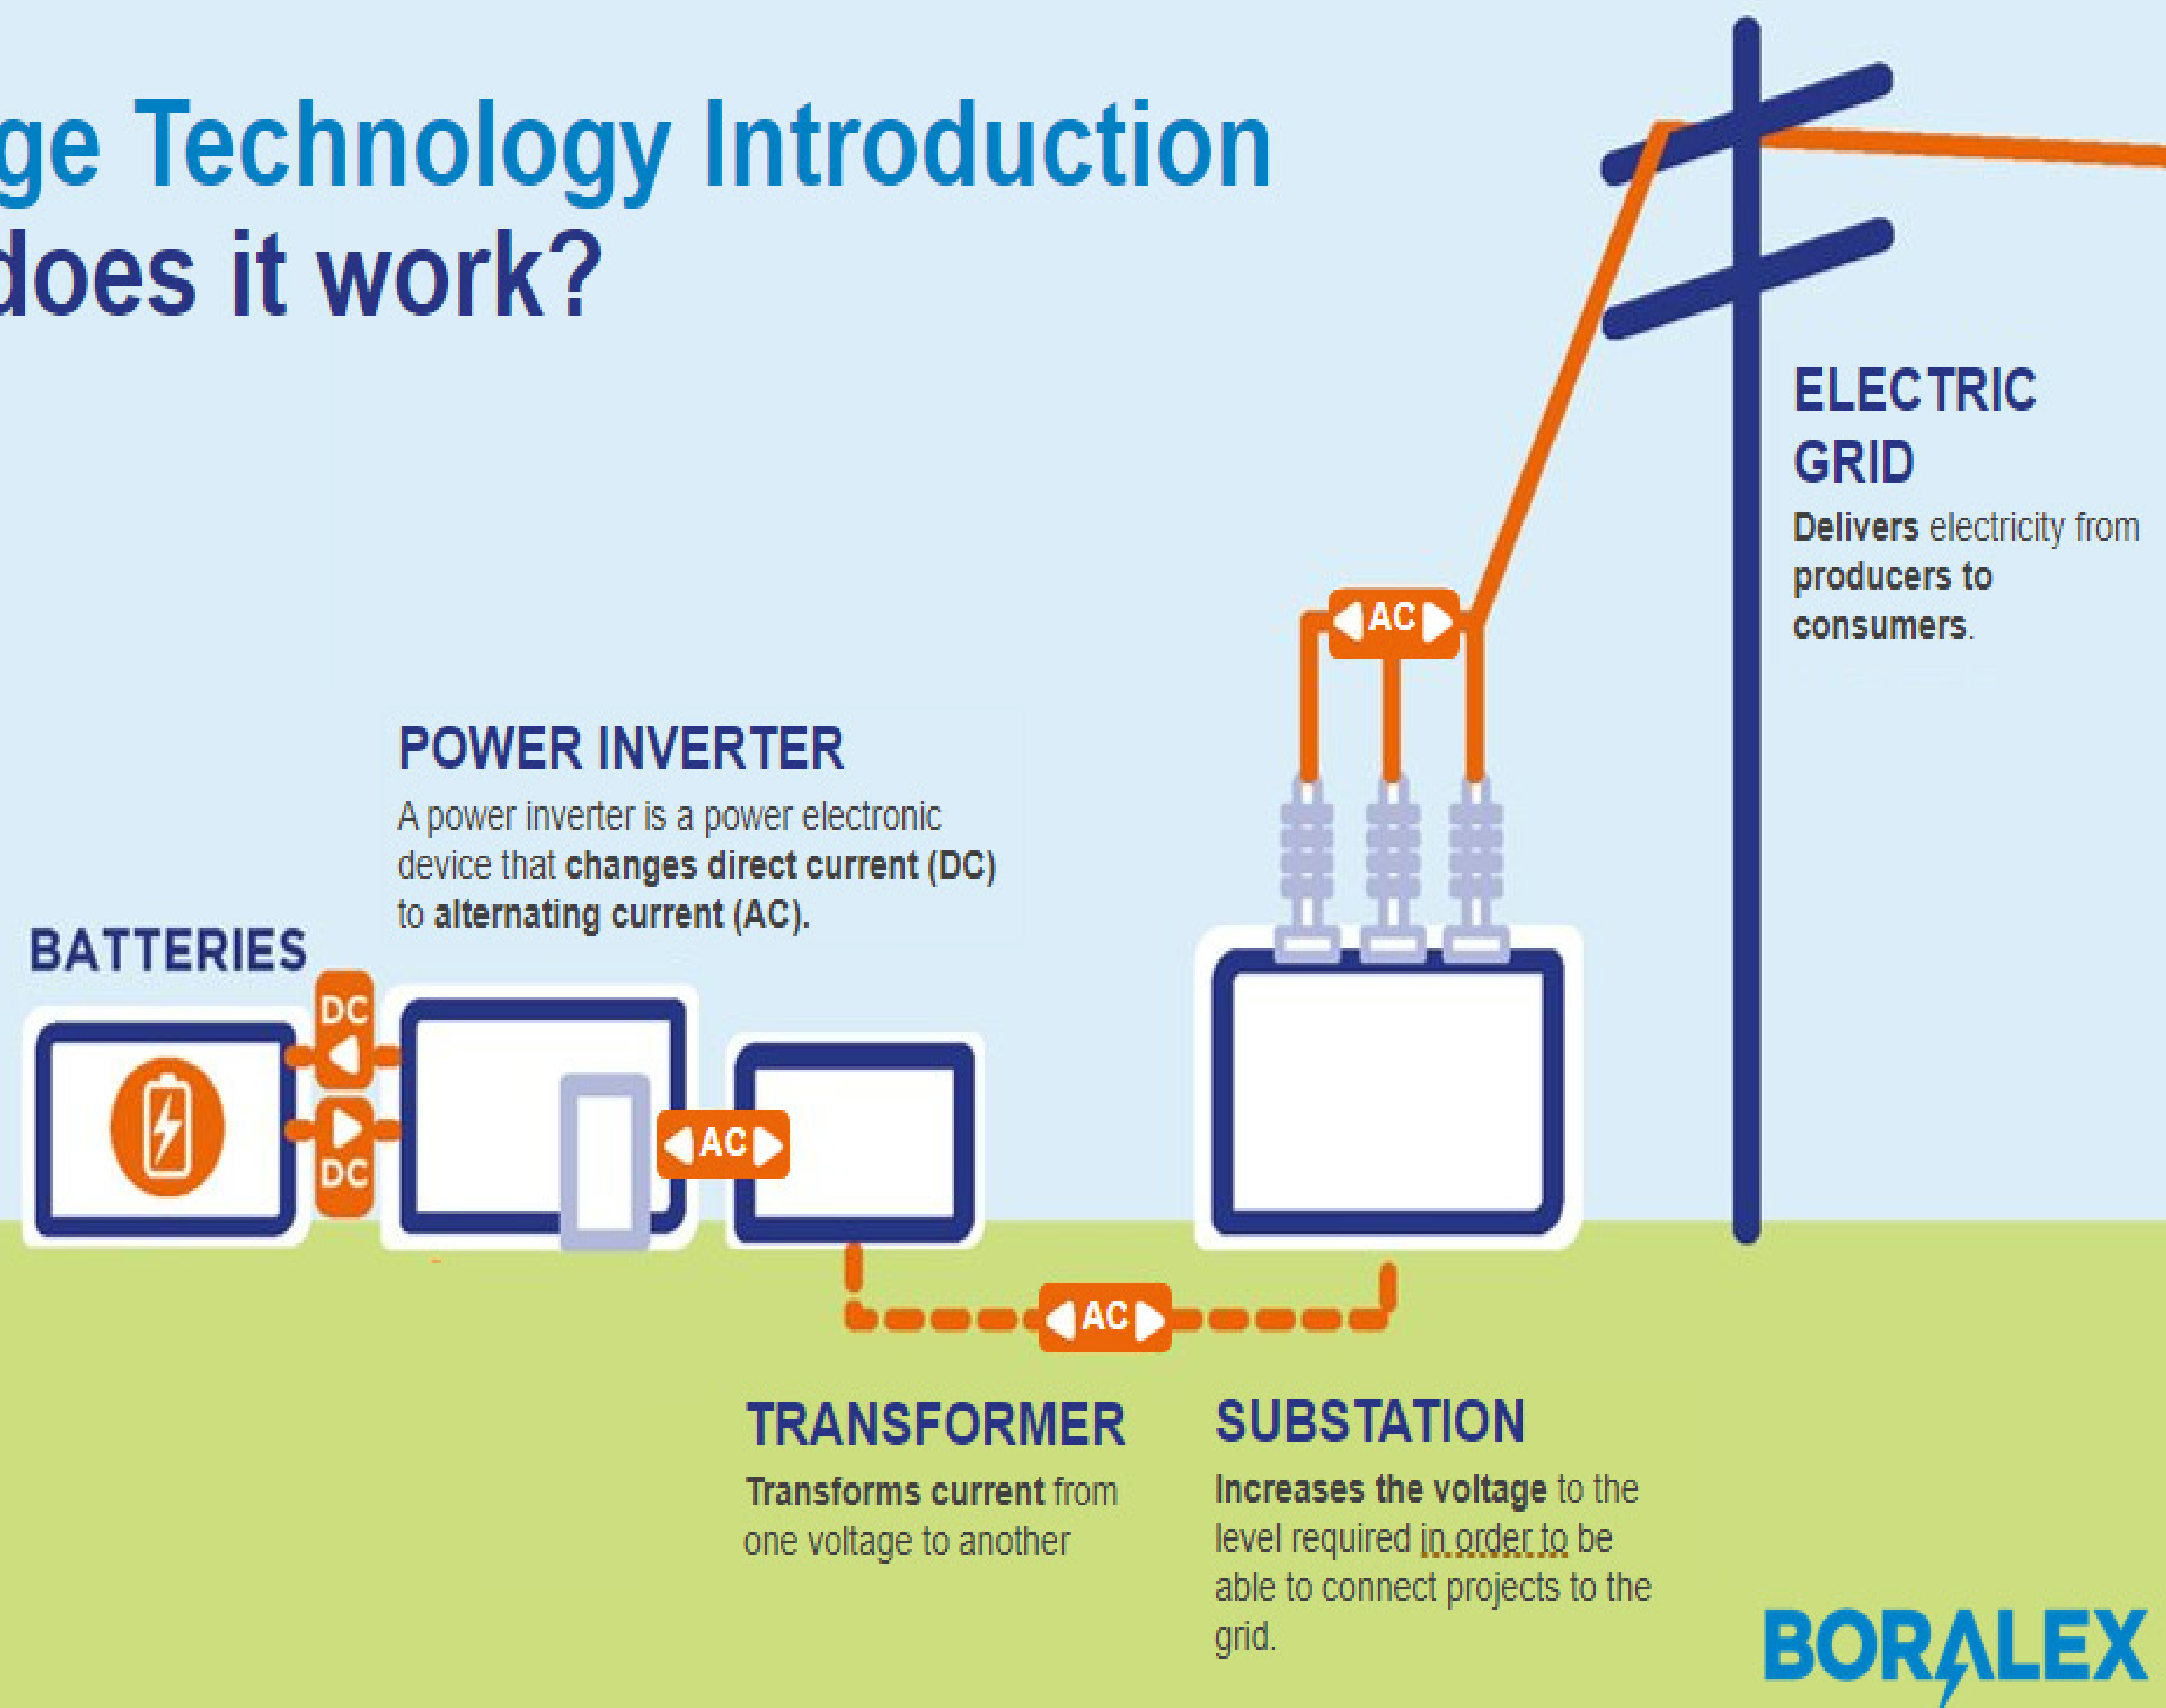 ge Technology Introduction
does it work?
ELECTRIC
GRID
Delivers electricity from
producers to
consumers.
AC
POWER INVERTER
A power inverter is a power electronic
device that changes direct current (DC)
to alternating current (AC).
BATTERIES
DC
DC
AC
AC
TRANSFORMER
Transforms current from
one voltage to another
SUBSTATION
Increases the voltage to the
level required in order to be
able to connect projects to the
grid.
BORALEX